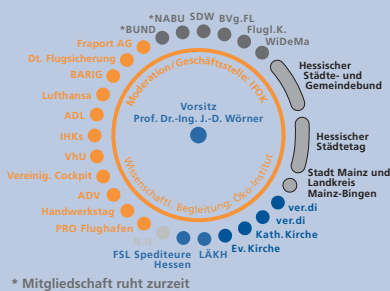 *NABU
SDW
BVg.FL
Flugl.K.
WiDeMa
*BUND
Fraport AG
Dt. Flugsicherung
BARIG
Lufthansa
ADL
IHKs
VhU
Vereinig. Cockpit
ADV
Handwerkstag
PRO Flughafen
N.N.
FSL Spediteure
Hessen
LÄKH
Ev. Kirche
Kath. Kirche
ver.di
ver.di
Stadt Mainz und
Landkreis
Mainz-Bingen
Hessischer
Städtetag
Hessischer
Städte- und
Gemeindebund
Moderation/Geschäftsstelle: IFOK
Vorsitz
Prof. Dr.-Ing. J.-D. Wörner
Wissenschaftl. Begleitung: Öko-Institut
* Mitgliedschaft ruht zurzeit